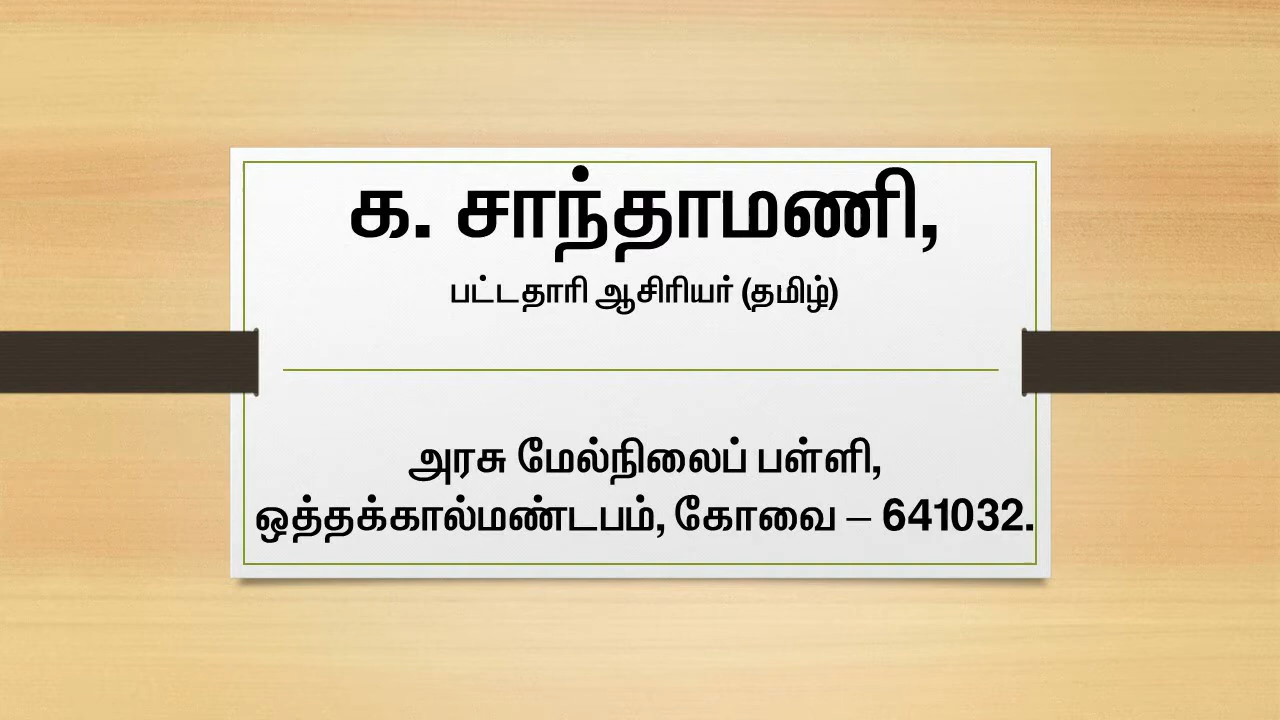 க. சாந்தாமணி,
பட்டதாரி ஆசிரியர் (தமிழ்)
அரசு மேல்நிலைப் பள்ளி,
ஒத்தக்கால்மண்டபம், கோவை – 641032.